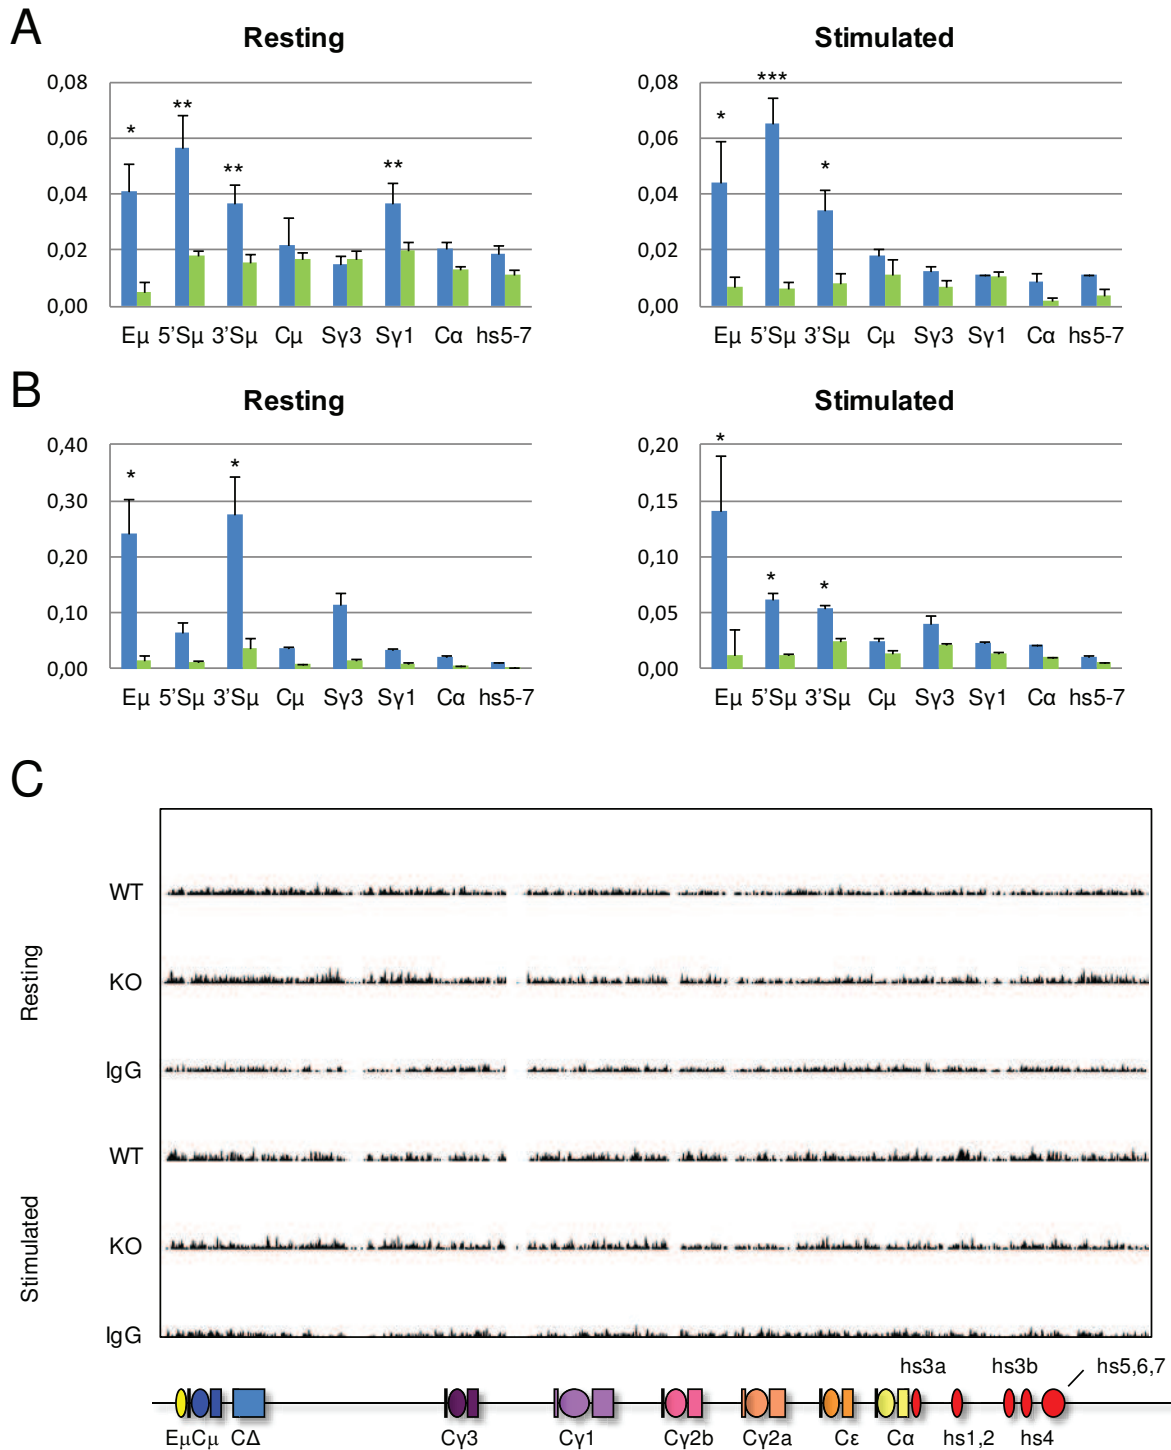 A
Resting
Stimulated
0,08
0,06
0,04
0,02
0,00
*
**
**
**
Eμ 5'Sμ 3'Sμ Cμ Sγ3 Sγ1 Cα hs5-7
0,08
0,06
0,04
0,02
0,00
*
***
*
Eμ 5'Sμ 3'Sμ Cμ Sγ3 Sγ1 Cα hs5-7
B
Resting
Stimulated
0,40
0,30
0,20
0,10
0,00
*
*
Eμ 5'Sμ 3'Sμ Cμ Sγ3 Sγ1 Cα hs5-7
0,20
0,15
0,10
0,05
0,00
*
*
*
Eμ 5'Sμ 3'Sμ Cμ Sγ3 Sγ1 Cα hs5-7
C
Resting
WT
KO
IgG
Stimulated
WT
KO
IgG
hs3a hs3b hs5,6,7
Eμ Cμ CΔ Cγ3 Cγ1 Cγ2b Cγ2a Cε Cα hs1,2 hs4